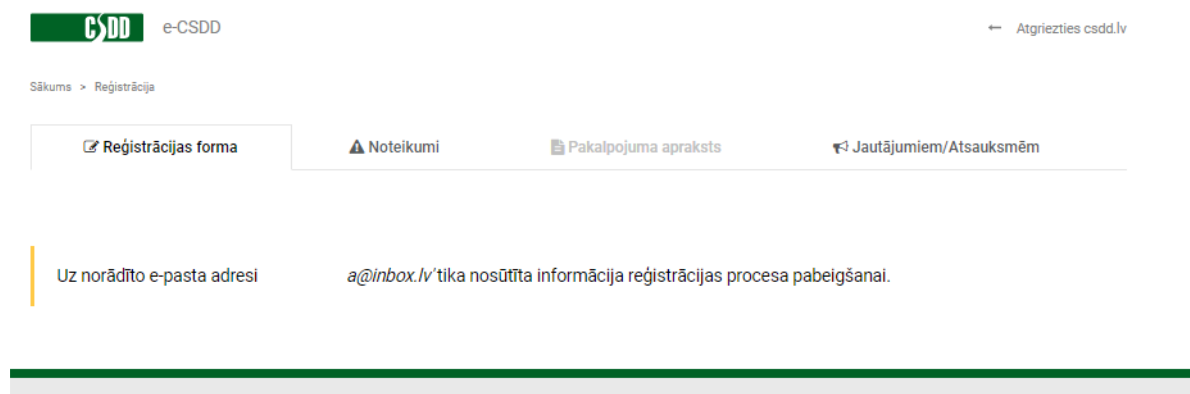 CSDD e-CSDD ← Atgriezties csdd.lv
Sākums > Reģistrācija
Reģistrācijas forma Noteikumi Pakalpojuma apraksts Jautājumiem/Atsauksmēm
Uz norādīto e-pasta adresi a@inbox.lv' tika nosūtīta informācija reģistrācijas procesa pabeigšanai.